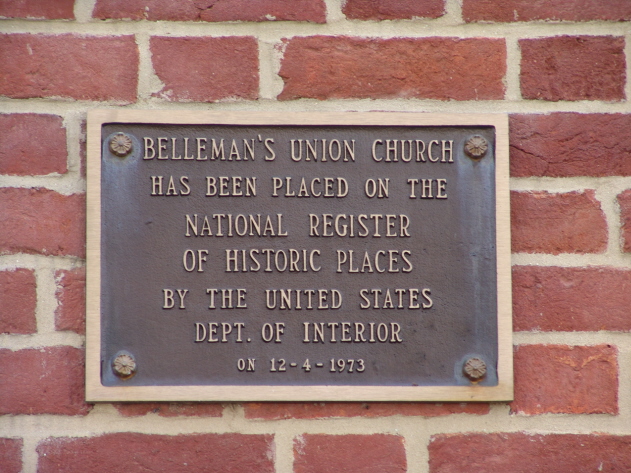 BELLEMAN'S UNION CHURCH
HAS BEEN PLACED ON THE
NATIONAL REGISTER
OF HISTORIC PLACES
BY THE UNITED STATES
DEPT. OF INTERIOR
ON 12-4-1973